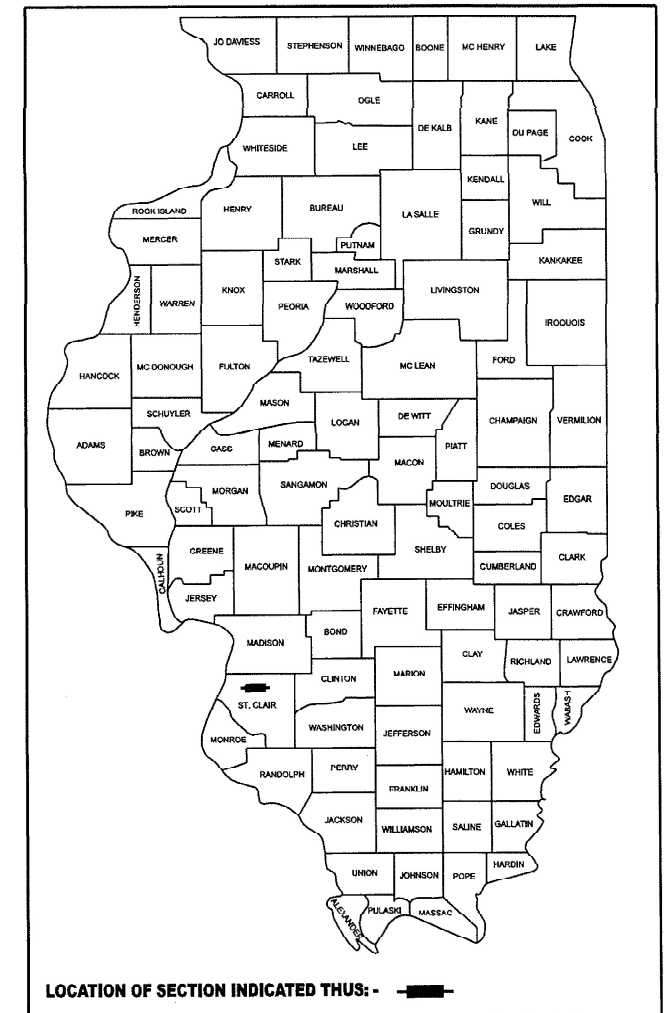 JO DAVIESS STEPHENSON WINNEBAGO BOONE MC HENRY LAKE
CARROLL OGLE
DE KALB KANE DU PAGE COOK
WHITESIDE LEE
KENDALL
ROCK ISLAND HENRY BUREAU LA SALLE WILL
GRUNDY
MERCER PUTNAM
STARK MARSHALL KANKAKEE
HENDERSON WARREN KNOX PEORIA WOODFORD LIVINGSTON
IROQUOIS
HANCOCK MC DONOUGH FULTON TAZEWELL MC LEAN FORD
MASON
SCHUYLER LOGAN DE WITT CHAMPAIGN VERMILION
ADAMS BROWN CASS MENARD PIATT
MACON
MORGAN SANGAMON DOUGLAS
PIKE SCOTT MOULTRIE EDGAR
CHRISTIAN COLES
GREENE SHELBY
CALHOUN MACOUPIN MONTGOMERY CUMBERLAND CLARK
JERSEY FAYETTE EFFINGHAM JASPER CRAWFORD
MADISON BOND
CLAY RICHLAND LAWRENCE
CLINTON MARION
ST. CLAIR WAYNE EDWARDS WABASH
WASHINGTON JEFFERSON
MONROE
RANDOLPH PERRY HAMILTON WHITE
FRANKLIN
JACKSON WILLIAMSON SALINE GALLATIN
UNION JOHNSON POPE HARDIN
ALEXANDER PULASKI MASSAC
LOCATION OF SECTION INDICATED THUS: -